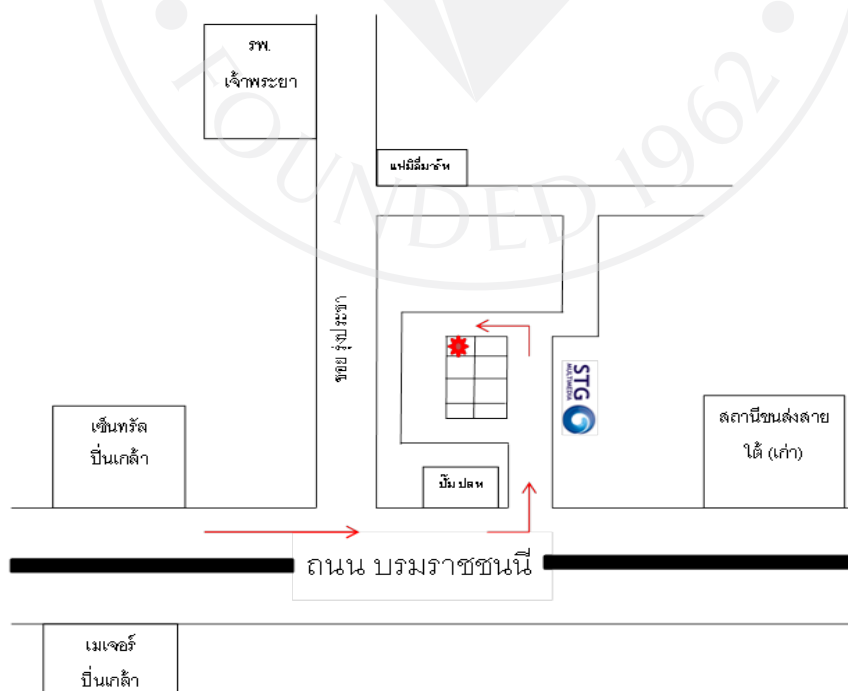 รพ.
เจ้าพระยา
FOUNDED 1962
แฟมิลี่มาร์ท
ซอย รุ่งประชา
STG
MULTIMEDIA
เซ็นทรัล
ปิ่นเกล้า
สถานีขนส่งสาย
ใต้ (เก่า)
ปั๊ม ปตท
ถนน บรมราชชนนี
เมเจอร์
ปิ่นเกล้า